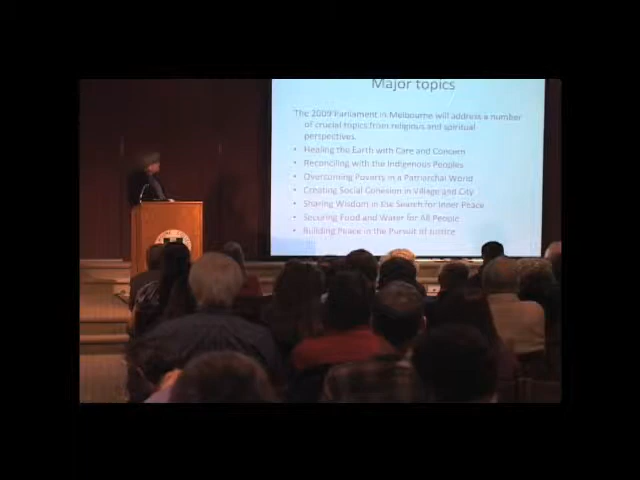 Major topics
The 2009 Parliament in Melbourne will address a number
of crucial topics from religious and spiritual
perspectives.
• Healing the Earth with Care and Concern
• Reconciling with the Indigenous Peoples
• Overcoming Poverty in a Patriarchal World
• Creating Social Cohesion in Village and City
• Sharing Wisdom in the Search for Inner Peace
• Securing Food and Water for All People
• Building Peace in the Pursuit of Justice